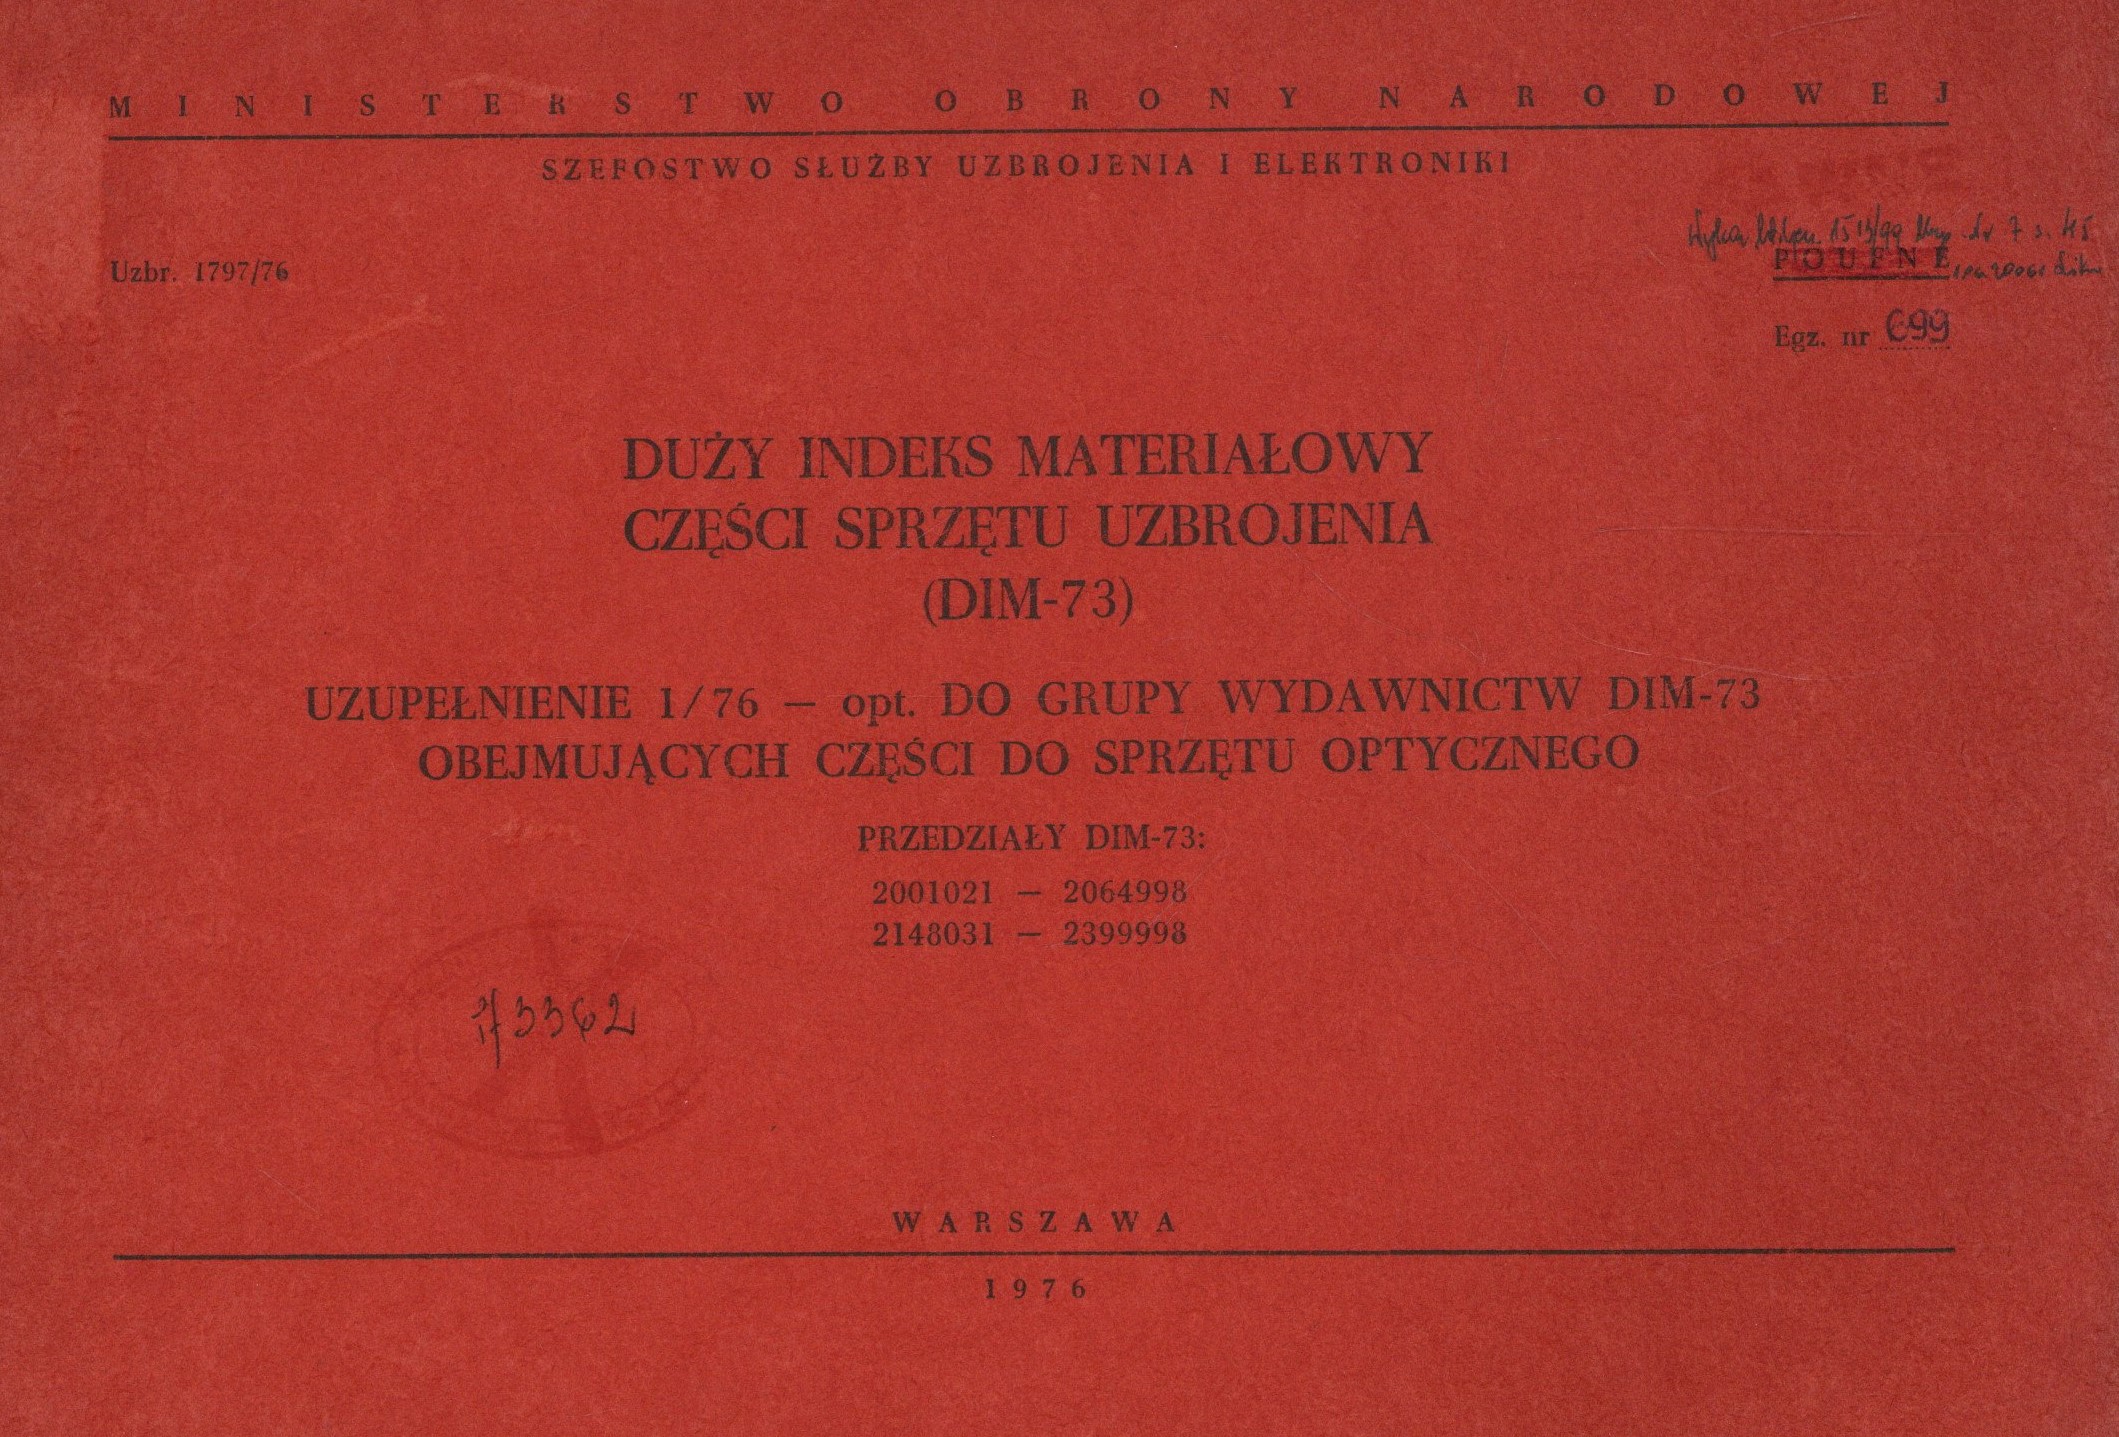 MINISTERSTWO OBRONY NARODOWEJ
SZEFOSTWO SŁUŻBY UZBROJENIA I ELEKTRONIKI
Uzbr. 1797/76
POUFNE
Egz. nr 699
DUŻY INDEKS MATERIAŁOWY
CZĘŚCI SPRZĘTU UZBROJENIA
(DIM-73)
UZUPEŁNIENIE 1/76 — opt. DO GRUPY WYDAWNICTW DIM-73
OBEJMUJĄCYCH CZĘŚCI DO SPRZĘTU OPTYCZNEGO
PRZEDZIAŁY DIM-73:
2001021 — 2064998
2148031 — 2399998
3362
WARSZAWA
1976